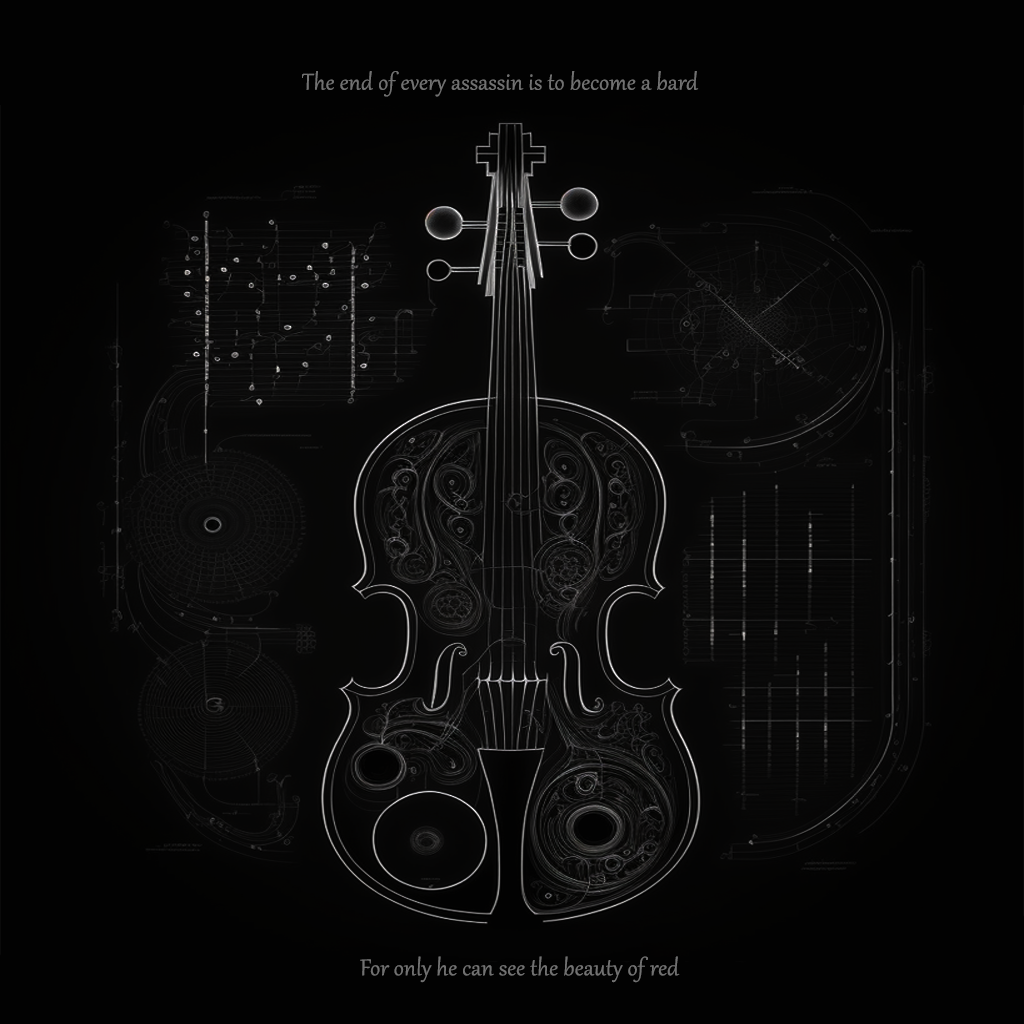 The end of every assassin is to become a bard
For only he can see the beauty of red